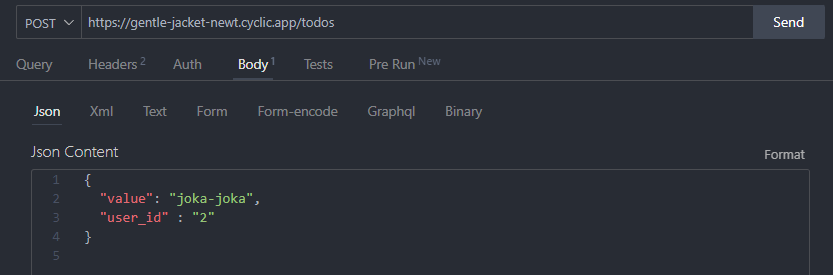 POST https://gentle-jacket-newt.cyclic.app/todos Send
Query Headers 2 Auth Body 1 Tests Pre Run New
Json Xml Text Form Form-encode Graphql Binary
Json Content
Format
1 {
2 "value": "joka-joka",
3 "user_id" : "2"
4 }
5